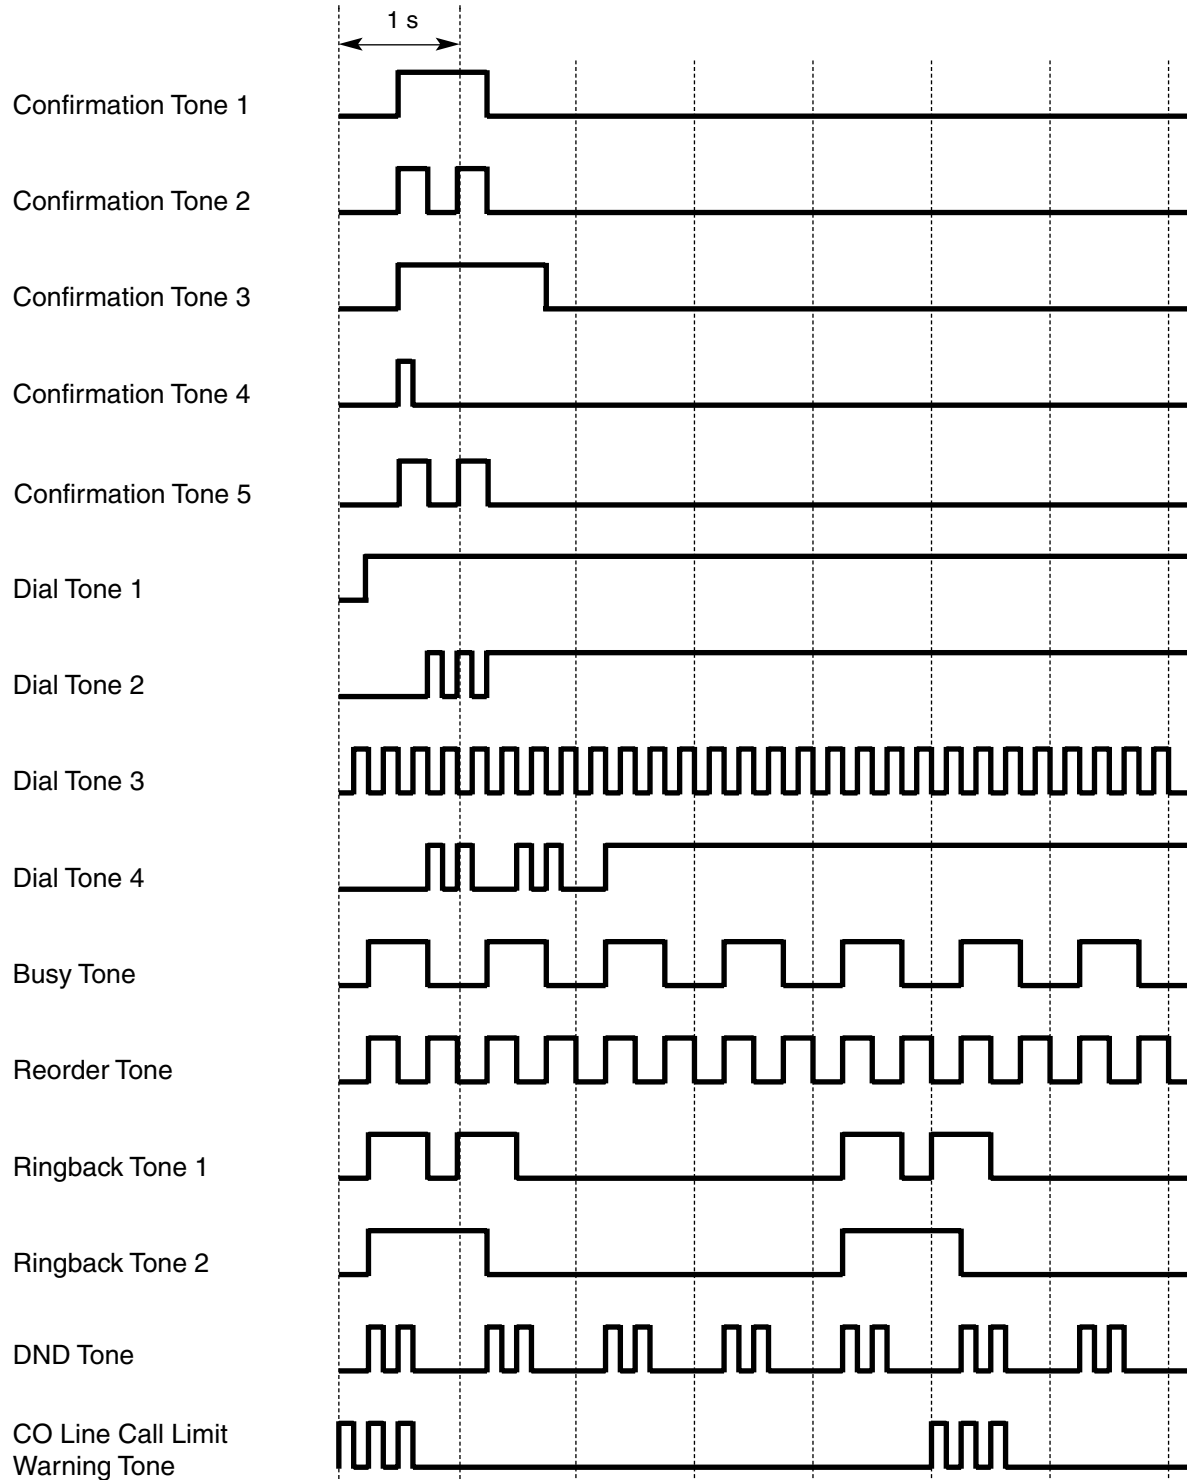 1 s
Confirmation Tone 1
Confirmation Tone 2
Confirmation Tone 3
Confirmation Tone 4
Confirmation Tone 5
Dial Tone 1
Dial Tone 2
Dial Tone 3
Dial Tone 4
Busy Tone
Reorder Tone
Ringback Tone 1
Ringback Tone 2
DND Tone
CO Line Call Limit
Warning Tone